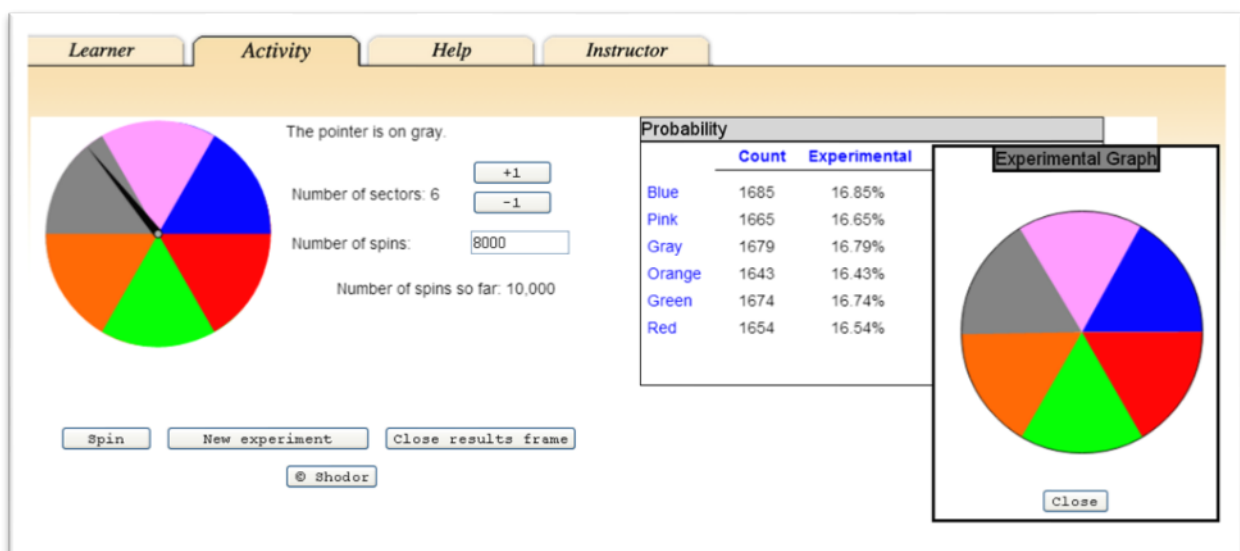 Learner Activity Help Instructor
The pointer is on gray.
+1
Number of sectors: 6
-1
Number of spins: 8000
Number of spins so far: 10,000
Spin New experiment Close results frame
© Shodor
Probability
Count Experimental
Blue 1685 16.85%
Pink 1665 16.65%
Gray 1679 16.79%
Orange 1643 16.43%
Green 1674 16.74%
Red 1654 16.54%
Experimental Graph
Close